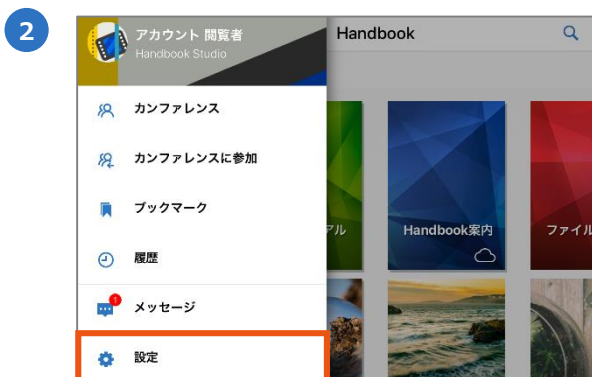 2
アカウント 閲覧者
Handbook Studio
Handbook
カンファレンス
カンファレンスに参加
ブックマーク
履歴
1
メッセージ
設定
アル
Handbook案内
ファイル